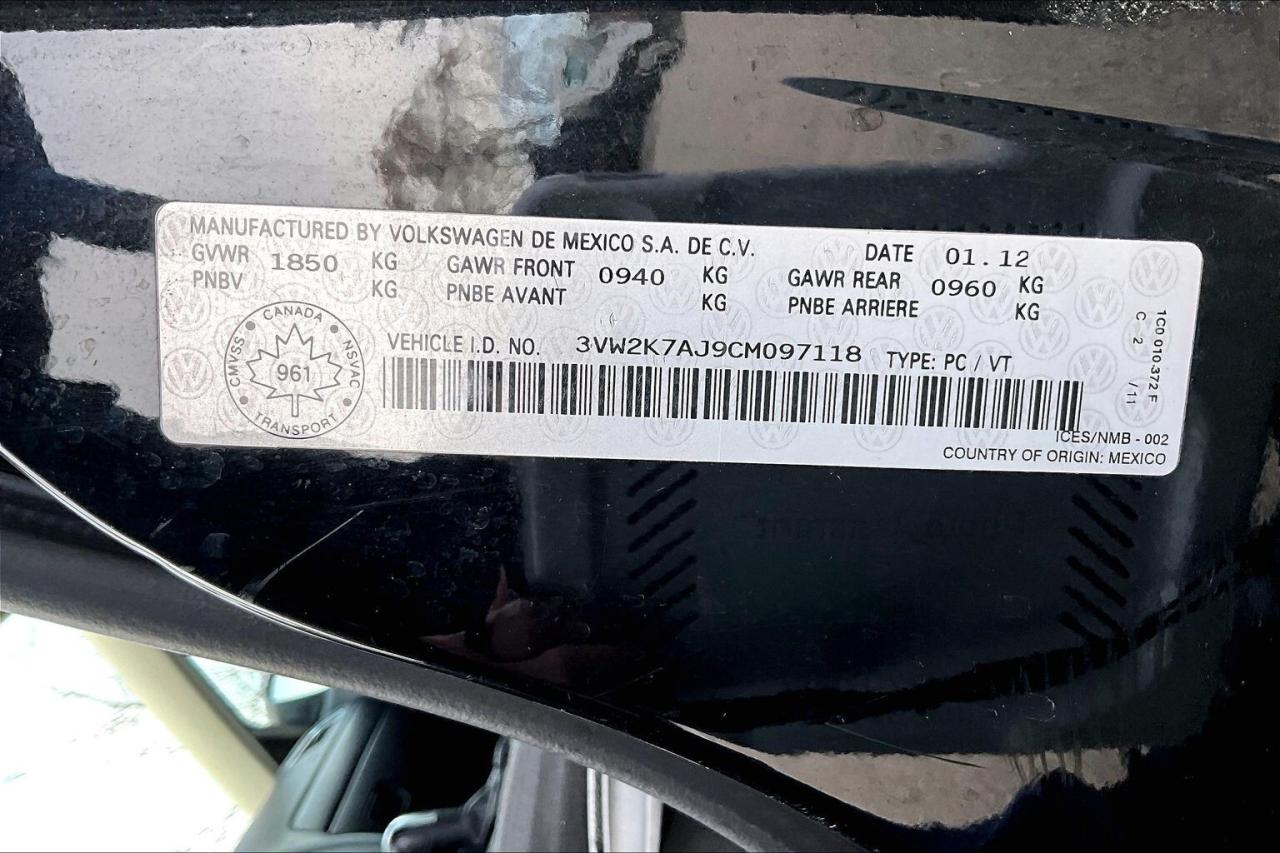 MANUFACTURED BY VOLKSWAGEN DE MEXICO S.A. DE C.V. DATE 01.12
GVWR 1850 KG GAWR FRONT 0940 KG GAWR REAR 0960 KG
PNBV KG PNBE AVANT KG PNBE ARRIERE KG
CANADA
CMVSS
NSVAC
961
TRANSPORT
VEHICLE I.D. NO. 3VW2K7AJ9CM097118 TYPE: PC / VT
ICES/NMB - 002
COUNTRY OF ORIGIN: MEXICO
1C0 010.372 F
C 2 /11